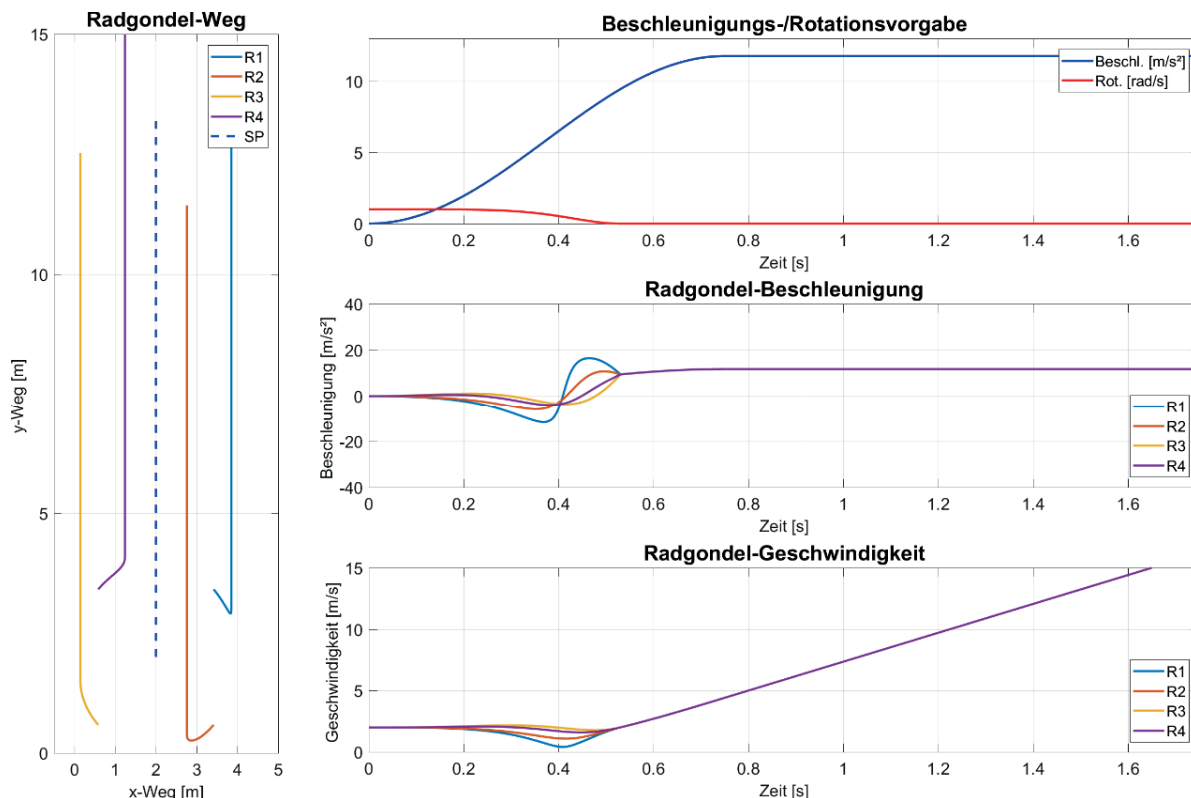 Radgondel-Weg
15
10
5
0
0
1
2
3
4
5
y-Weg [m]
x-Weg [m]
R1
R2
R3
R4
SP
Beschleunigungs-/Rotationsvorgabe
10
5
0
0
0.2
0.4
0.6
0.8
1
1.2
1.4
1.6
Zeit [s]
Beschl. [m/s²]
Rot. [rad/s]
Radgondel-Beschleunigung
Beschleunigung [m/s²]
40
20
0
-20
-40
0
0.2
0.4
0.6
0.8
1
1.2
1.4
1.6
Zeit [s]
R1
R2
R3
R4
Radgondel-Geschwindigkeit
Geschwindigkeit [m/s]
15
10
5
0
0
0.2
0.4
0.6
0.8
1
1.2
1.4
1.6
Zeit [s]
R1
R2
R3
R4